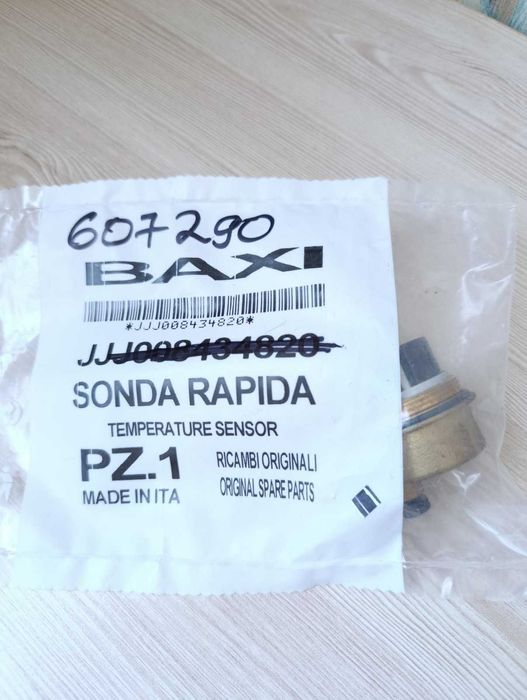 607290
BAXI
*JJJ008434820*
JJJ008434820
SONDA RAPIDA
TEMPERATURE SENSOR
PZ.1
MADE IN ITA
RICAMBI ORIGINALI
ORIGINAL SPARE PARTS